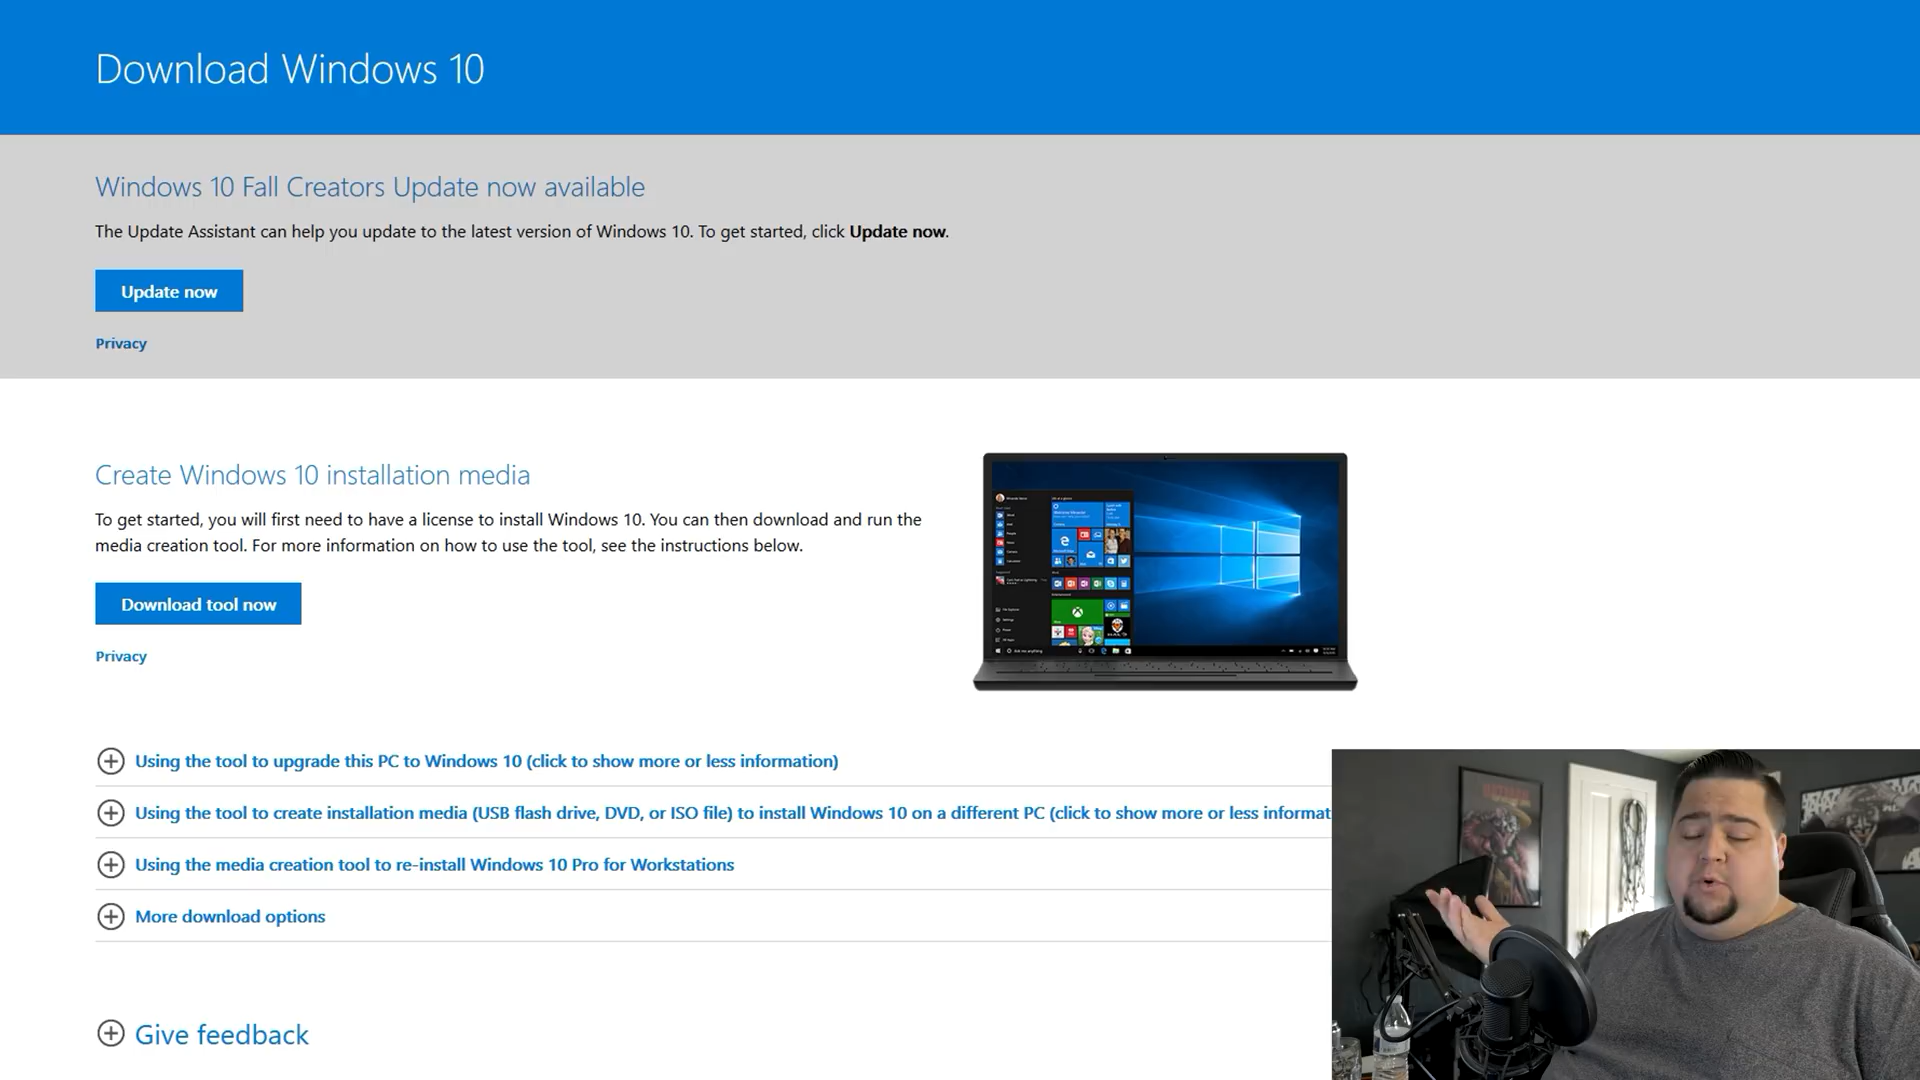 Download Windows 10
Windows 10 Fall Creators Update now available
The Update Assistant can help you update to the latest version of Windows 10. To get started, click Update now.
Update now
Privacy
Create Windows 10 installation media
To get started, you will first need to have a license to install Windows 10. You can then download and run the
media creation tool. For more information on how to use the tool, see the instructions below.
Download tool now
Privacy
Using the tool to upgrade this PC to Windows 10 (click to show more or less information)
Using the tool to create installation media (USB flash drive, DVD, or ISO file) to install Windows 10 on a different PC (click to show more or less informat
Using the media creation tool to re-install Windows 10 Pro for Workstations
More download options
Give feedback